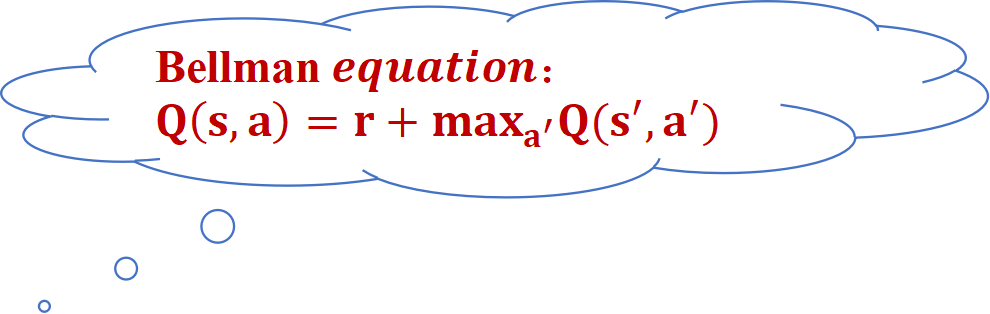 Bellman equation:
Q(s, a) = r + maxₐ′Q(s′, a′)